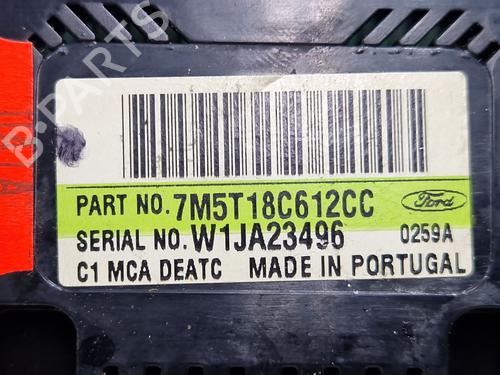 B-PARTS
PART NO. 7M5T18C612CC
Ford
SERIAL NO. W1JA23496 0259A
C1 MCA DEATC MADE IN PORTUGAL